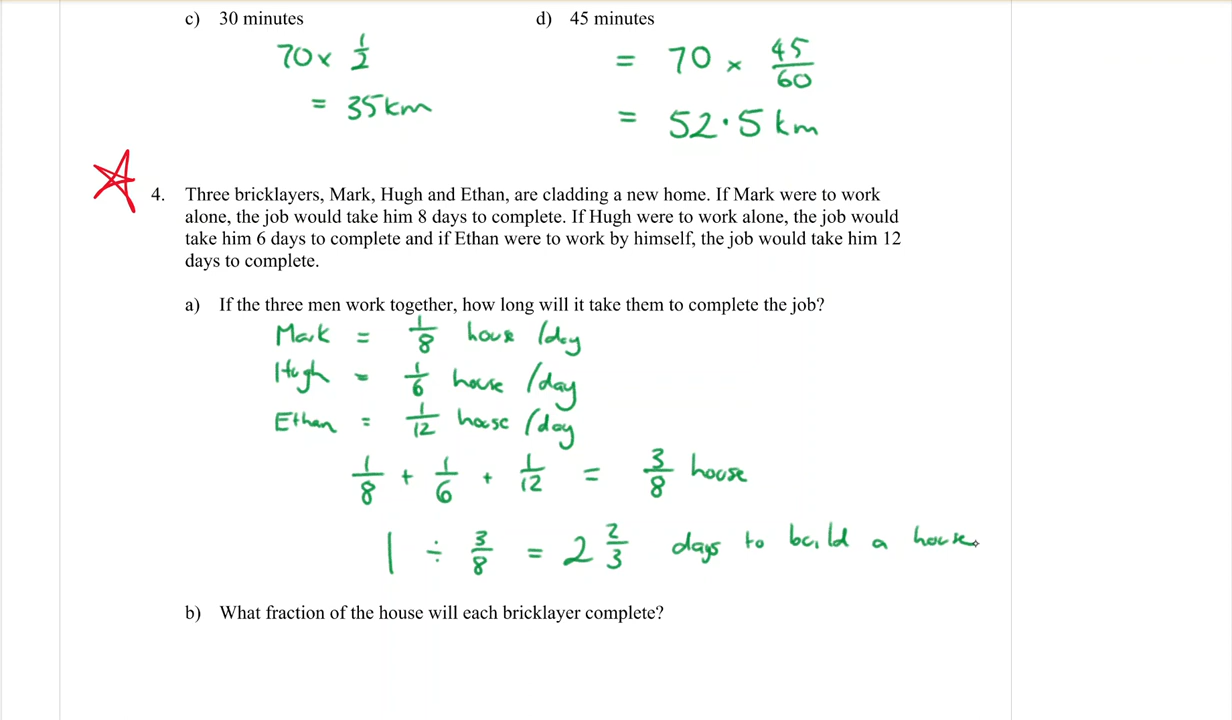 c) 30 minutes
d) 45 minutes
70 × 1/2
= 35 km
= 70 × 45/60
= 52.5 km
4. Three bricklayers, Mark, Hugh and Ethan, are cladding a new home. If Mark were to work
alone, the job would take him 8 days to complete. If Hugh were to work alone, the job would
take him 6 days to complete and if Ethan were to work by himself, the job would take him 12
days to complete.
a) If the three men work together, how long will it take them to complete the job?
Mark = 1/8 house /day
Hugh = 1/6 house /day
Ethan = 1/12 house /day
1/8 + 1/6 + 1/12 = 3/8 house
1 ÷ 3/8 = 2 2/3 days to build a house
b) What fraction of the house will each bricklayer complete?